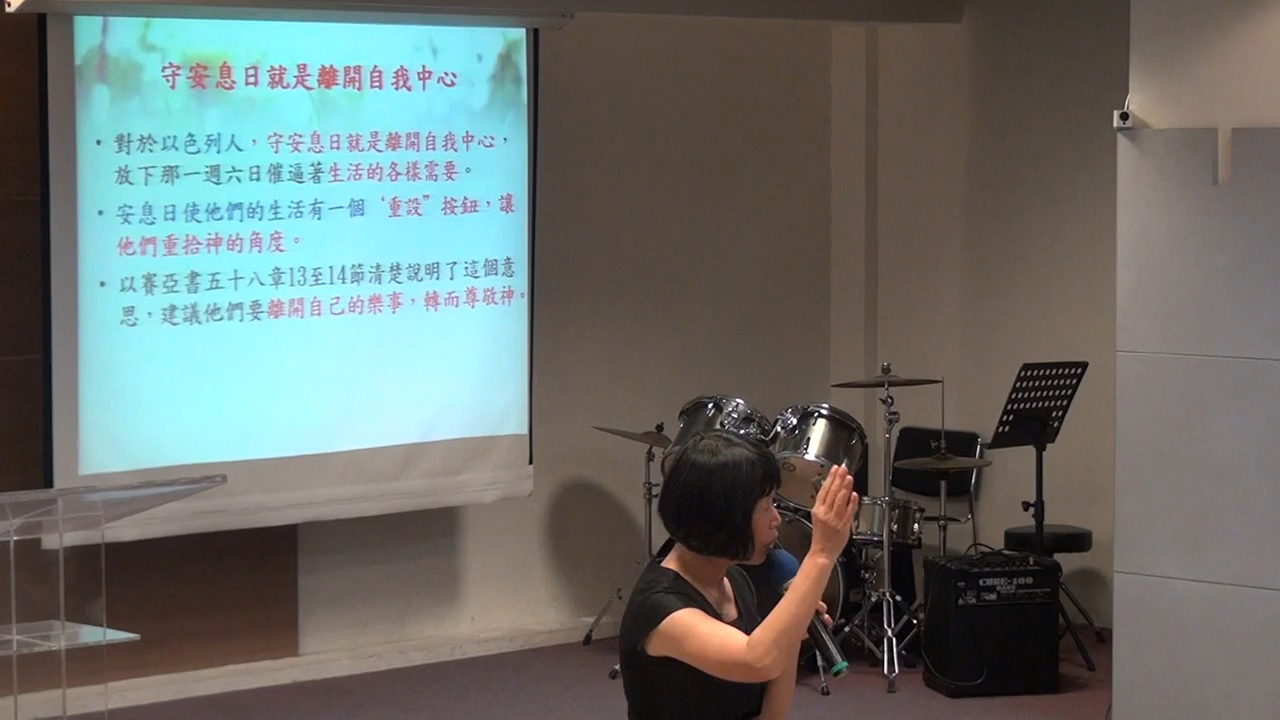 守安息日就是離開自我中心
• 對於以色列人，守安息日就是離開自我中心，
放下那一週六日催逼著生活的各樣需要。
• 安息日使他們的生活有一個‘重設”按鈕，讓
他們重拾神的角度。
• 以賽亞書五十八章13至14節清楚說明了這個意
思，建議他們要離開自己的樂事，轉而尊敬神。
CUBE-100